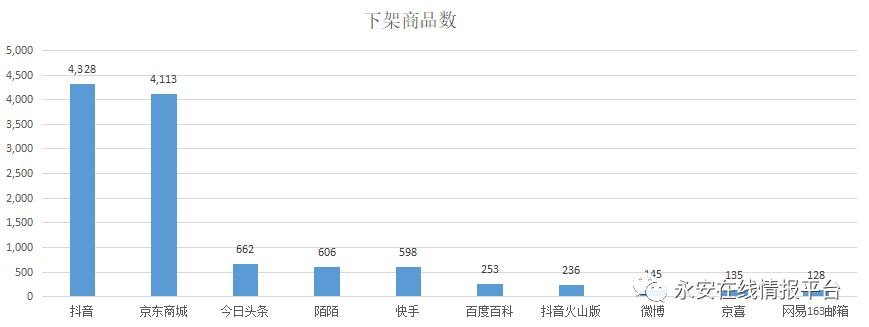 下架商品数
5,000
4,500
4,000
3,500
3,000
2,500
2,000
1,500
1,000
500
0
4,328
4,113
662
606
598
253
236
145
135
128
抖音
京东商城
今日头条
陌陌
快手
百度百科
抖音火山版
微博
京喜
网易163邮箱
永安在线情报平台